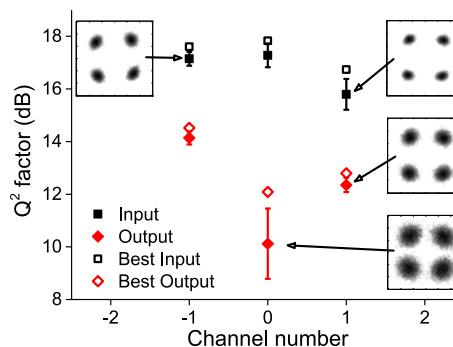 18
16
14
12
10
8
Q² factor (dB)
Input
Output
Best Input
Best Output
-2
-1
0
1
2
Channel number